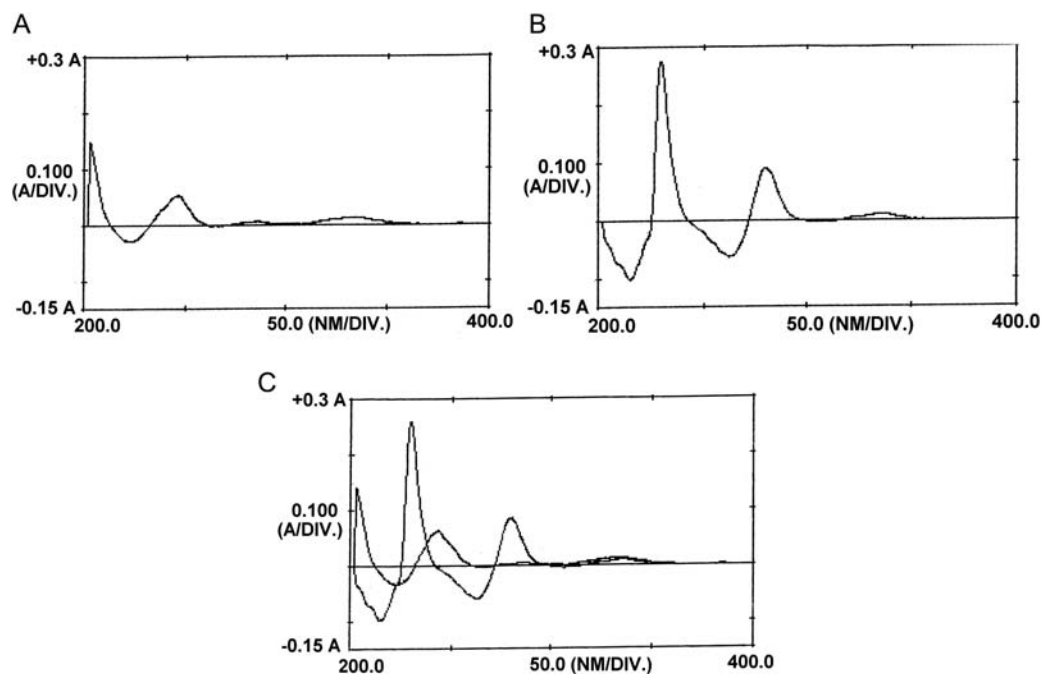 A
+0.3 A
0.100
(A/DIV.)
-0.15 A
200.0
50.0 (NM/DIV.)
400.0
B
+0.3 A
0.100
(A/DIV.)
-0.15 A
200.0
50.0 (NM/DIV.)
400.0
C
+0.3 A
0.100
(A/DIV.)
-0.15 A
200.0
50.0 (NM/DIV.)
400.0